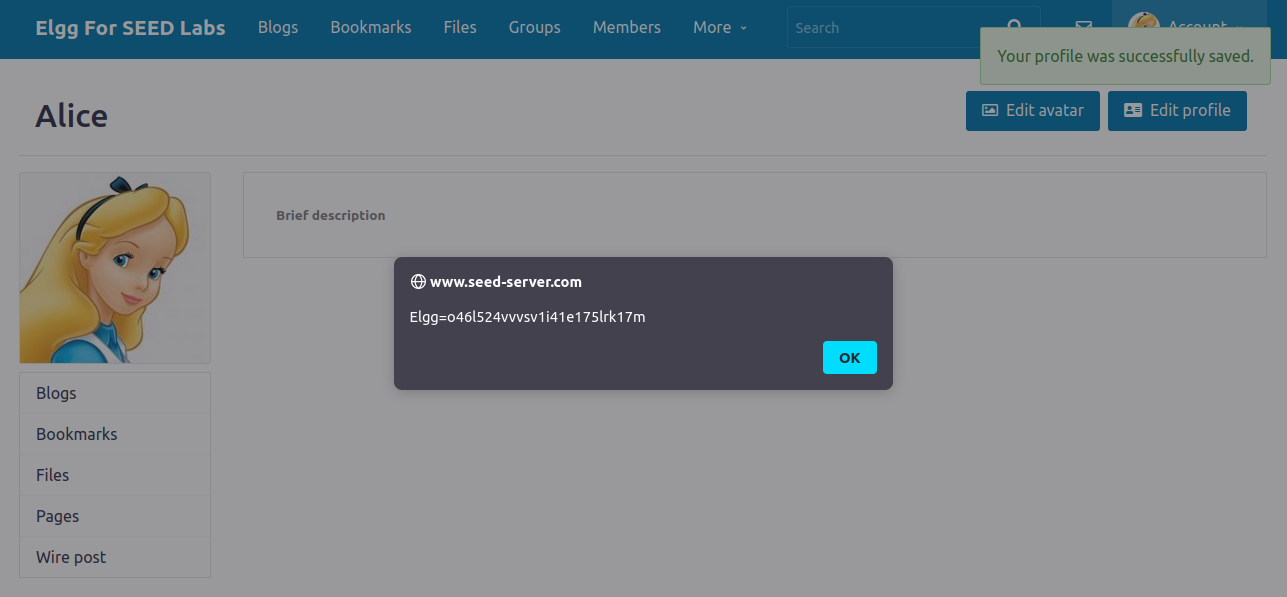 Elgg For SEED Labs Blogs Bookmarks Files Groups Members More Search Account
Your profile was successfully saved.
Alice
Edit avatar Edit profile
Brief description
www.seed-server.com
Elgg=o46l524vvvsv1i41e175lrk17m
OK
Blogs
Bookmarks
Files
Pages
Wire post